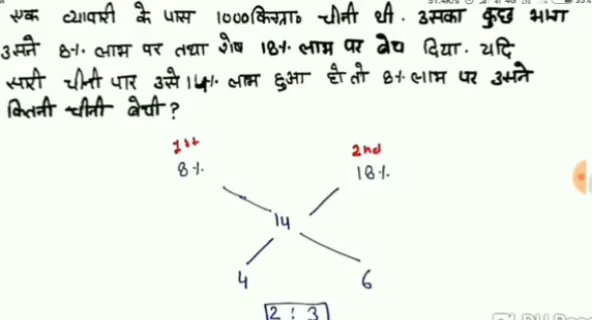 एक व्यापारी के पास 1000 किग्रा० चीनी थी. उसका कुछ भाग
उसने 8%. लाभ पर तथा शेष 18%. लाभ पर बेच दिया. यदि
सारी चीनी पार उसे 14%. लाभ हुआ हो तो 8%. लाभ पर उसने
कितनी चीनी बेची?
1st 2nd
8%. 18%.
14
4 6
2 : 3